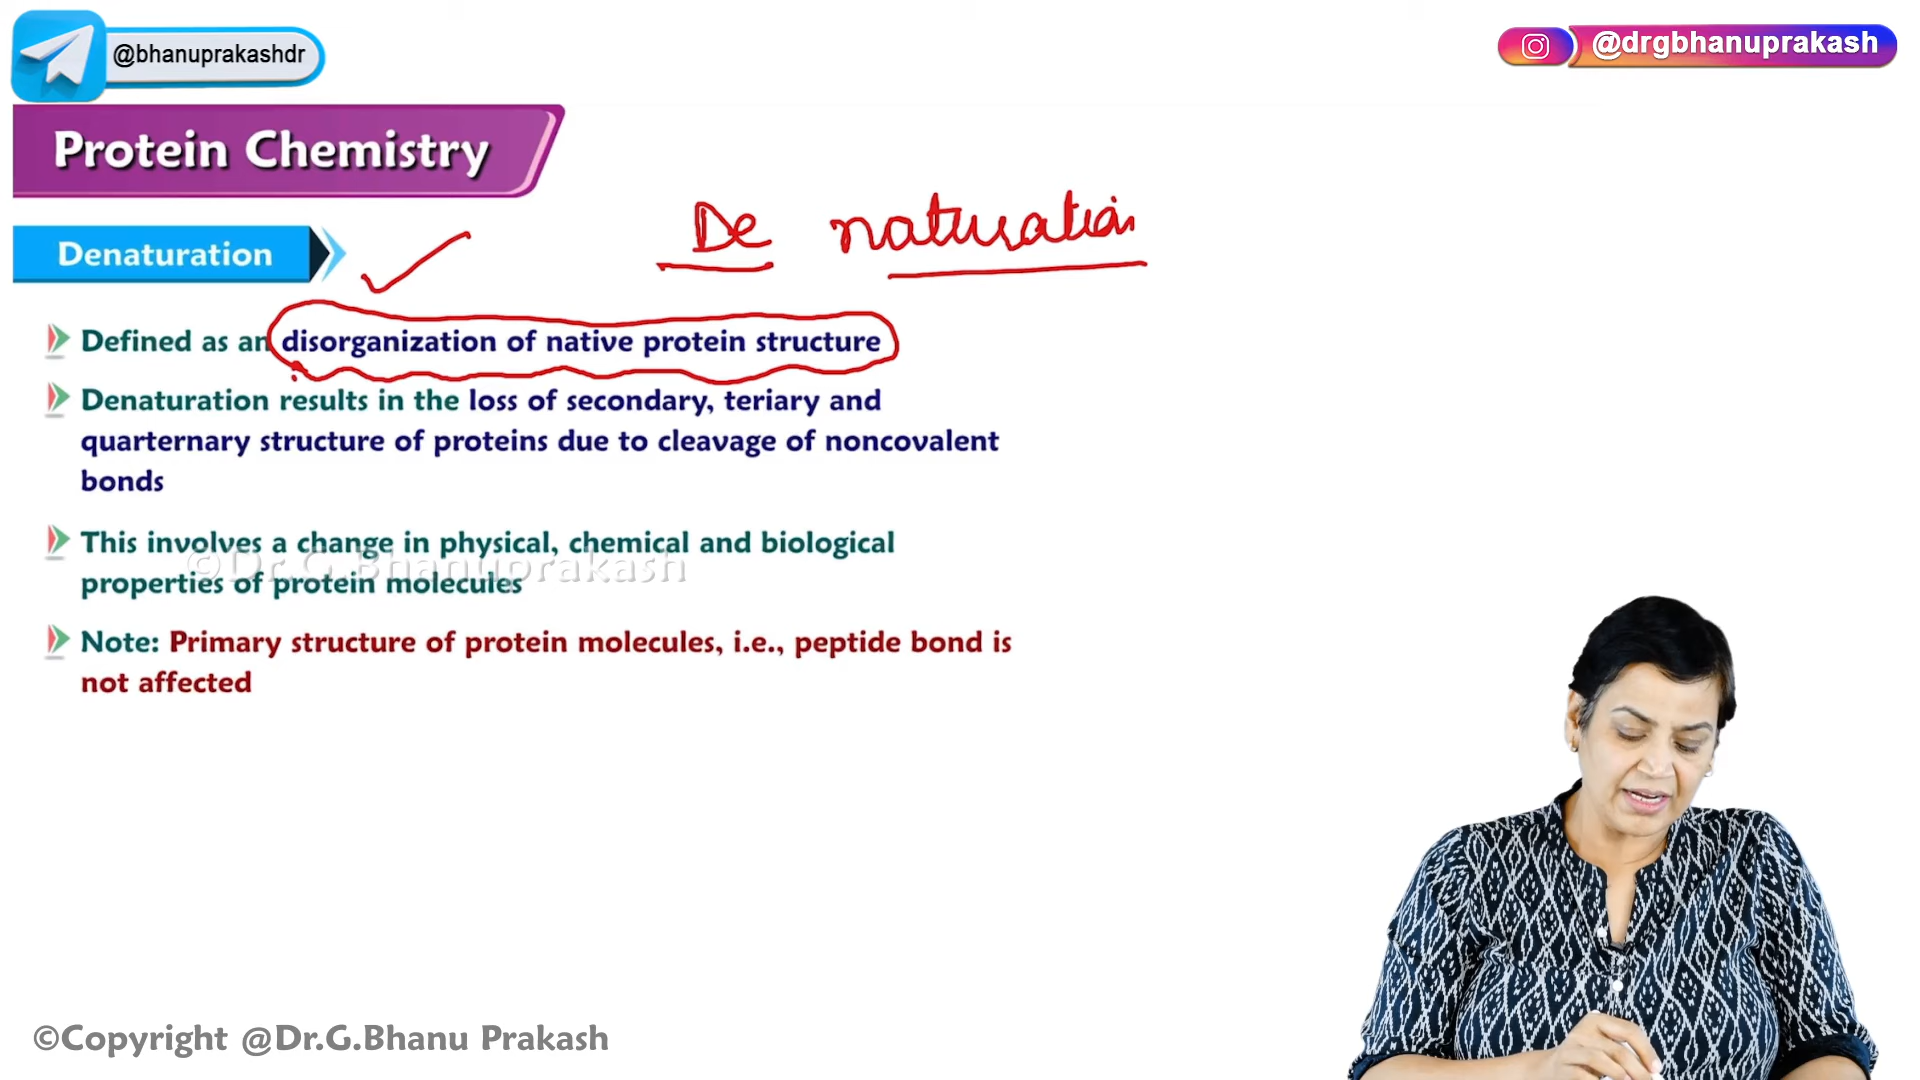 @bhanuprakashdr
@drgbhanuprakash
Protein Chemistry
De naturation
Denaturation
Defined as an disorganization of native protein structure
Denaturation results in the loss of secondary, teriary and
quarternary structure of proteins due to cleavage of noncovalent
bonds
This involves a change in physical, chemical and biological
©Dr.G.Bhanuprakash
properties of protein molecules
Note: Primary structure of protein molecules, i.e., peptide bond is
not affected
©Copyright @Dr.G.Bhanu Prakash